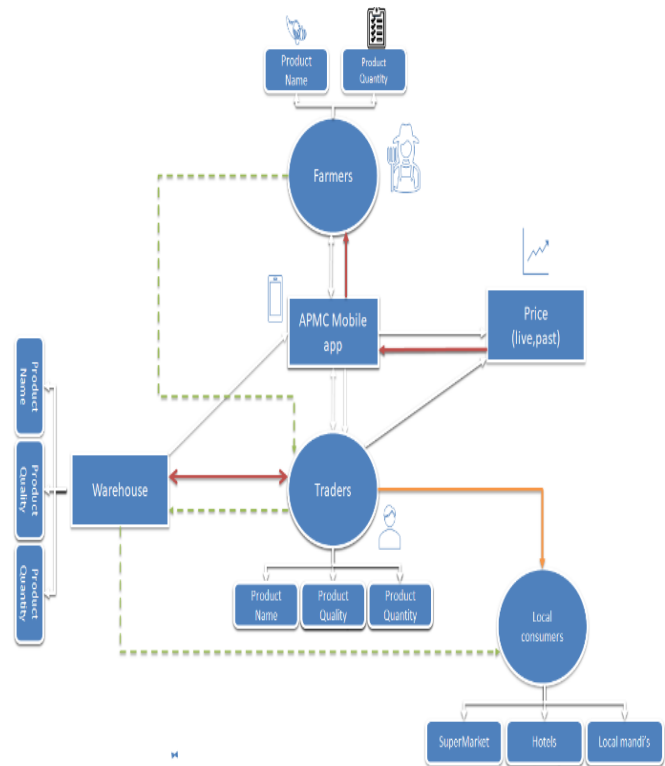 Product
Name
Product
Quantity
Farmers
APMC Mobile
app
Price
(live,past)
Product
Name
Product
Quality
Product
Quantity
Warehouse
Traders
Product
Name
Product
Quality
Product
Quantity
Local
consumers
SuperMarket
Hotels
Local mandi's